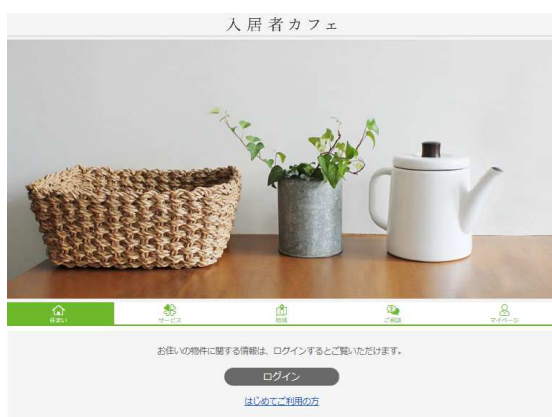 入居者カフェ
住まい
サービス
地域
ご相談
マイページ
お住いの物件に関する情報は、ログインするとご覧いただけます。
ログイン
はじめてご利用の方